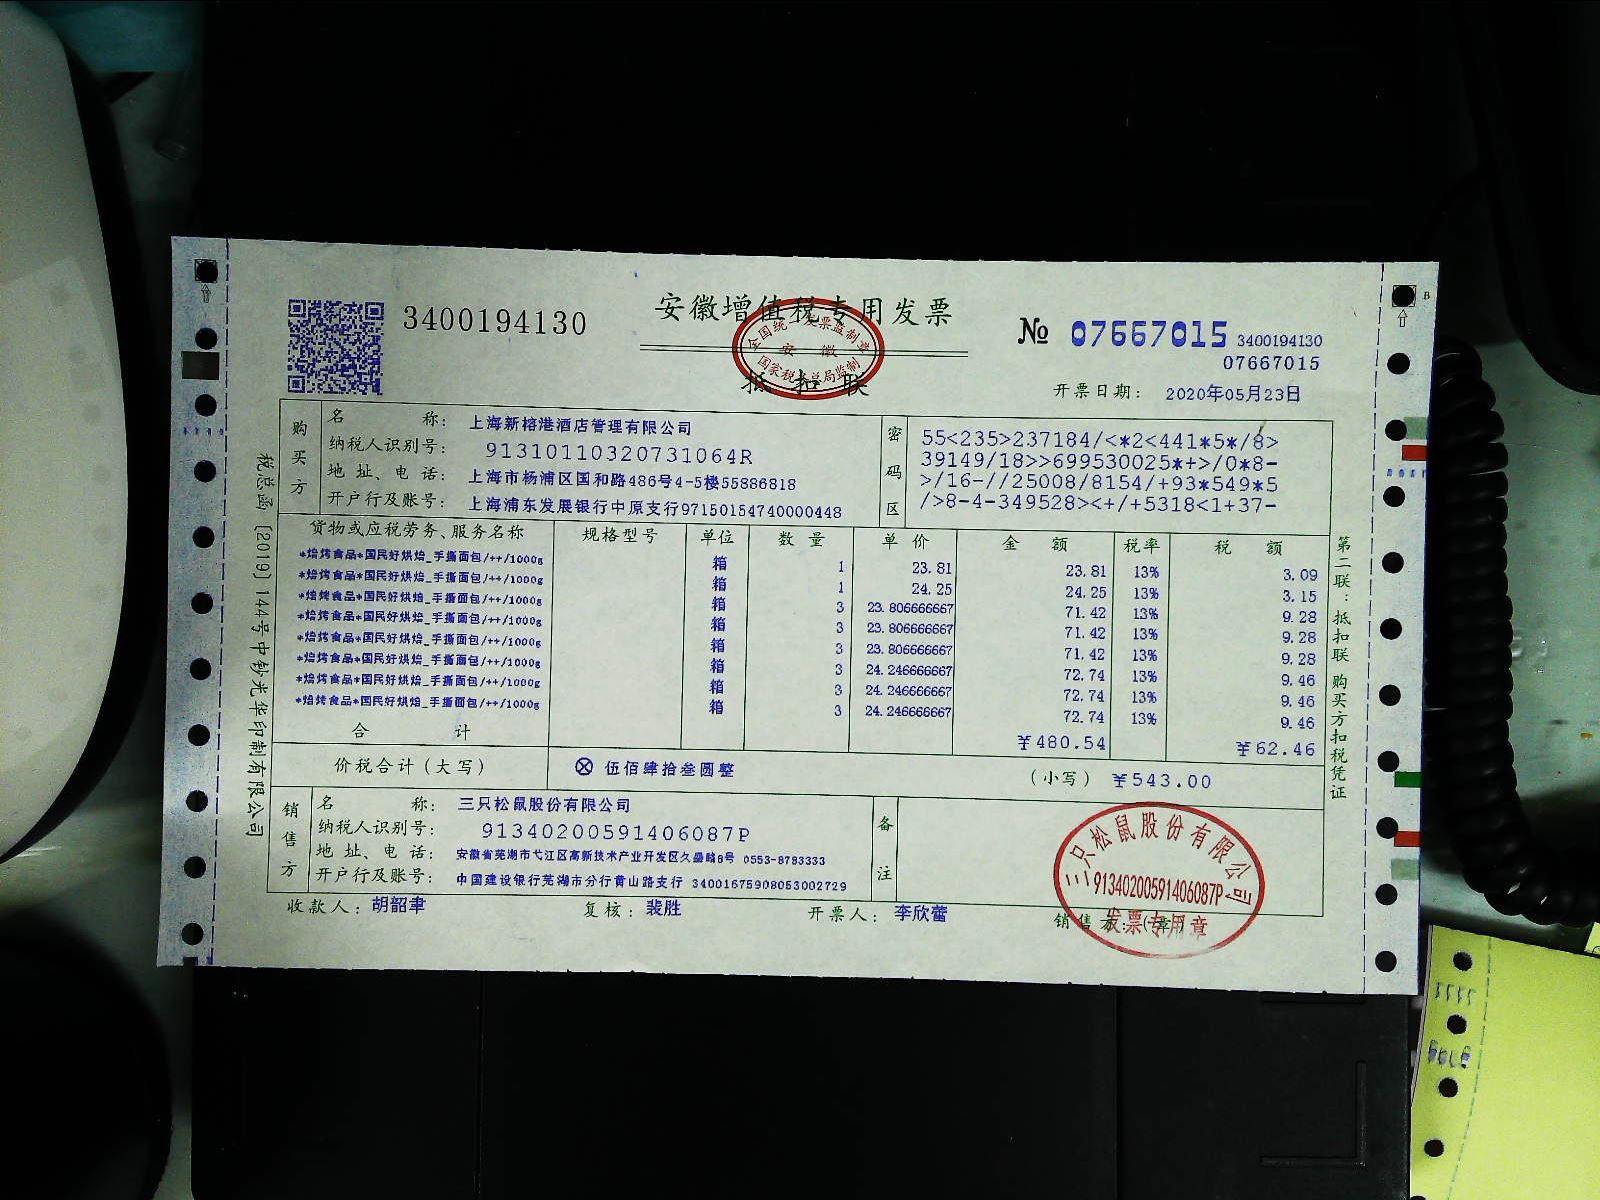 3400194130
安徽增值税专用发票
全国统一发票监制章
安徽
国家税务总局监制
抵扣联
№ 07667015 3400194130
07667015
开票日期: 2020年05月23日
税总函〔2019〕144号中钞光华印制有限公司
购买方
名称: 上海新榕港酒店管理有限公司
纳税人识别号: 91310110320731064R
地址、电话: 上海市杨浦区国和路486号4-5楼55886818
开户行及账号: 上海浦东发展银行中原支行97150154740000448
密码区
55<235>237184/<*2<441*5*/8>
39149/18>>699530025*+>/0*8-
>/16-//25008/8154/+93*549*5
/>8-4-349528><+/+5318<1+37-
货物或应税劳务、服务名称 规格型号 单位 数量 单价 金额 税率 税额
*焙烤食品*国民好烘焙_手撕面包/++/1000g 箱 1 23.81 23.81 13% 3.09
*焙烤食品*国民好烘焙_手撕面包/++/1000g 箱 1 24.25 24.25 13% 3.15
*焙烤食品*国民好烘焙_手撕面包/++/1000g 箱 3 23.806666667 71.42 13% 9.28
*焙烤食品*国民好烘焙_手撕面包/++/1000g 箱 3 23.806666667 71.42 13% 9.28
*焙烤食品*国民好烘焙_手撕面包/++/1000g 箱 3 23.806666667 71.42 13% 9.28
*焙烤食品*国民好烘焙_手撕面包/++/1000g 箱 3 24.246666667 72.74 13% 9.46
*焙烤食品*国民好烘焙_手撕面包/++/1000g 箱 3 24.246666667 72.74 13% 9.46
*焙烤食品*国民好烘焙_手撕面包/++/1000g 箱 3 24.246666667 72.74 13% 9.46
合计 ¥480.54 ¥62.46
价税合计(大写) ⊗ 伍佰肆拾叁圆整 (小写) ¥543.00
第二联:抵扣联 购买方扣税凭证
销售方
名称: 三只松鼠股份有限公司
纳税人识别号: 91340200591406087P
地址、电话: 安徽省芜湖市弋江区高新技术产业开发区久盛路8号 0553-8783333
开户行及账号: 中国建设银行芜湖市分行黄山路支行 34001675908053002729
备注
三只松鼠股份有限公司
91340200591406087P
发票专用章
收款人: 胡韶聿 复核: 裴胜 开票人: 李欣蕾 销售方:(章)